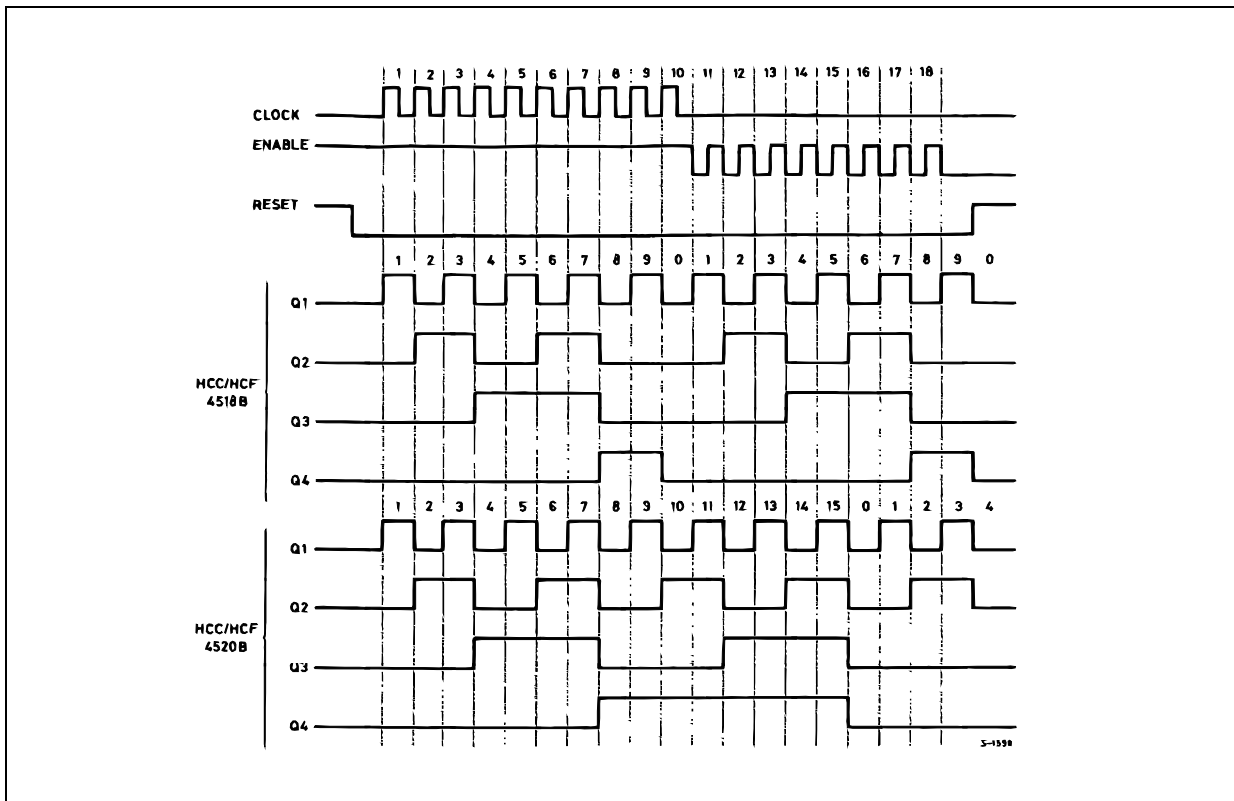 1 2 3 4 5 6 7 8 9 10 11 12 13 14 15 16 17 18
CLOCK
ENABLE
RESET
1 2 3 4 5 6 7 8 9 0 1 2 3 4 5 6 7 8 9 0
Q1
Q2
HCC/HCF
4518B
Q3
Q4
1 2 3 4 5 6 7 8 9 10 11 12 13 14 15 0 1 2 3 4
Q1
Q2
HCC/HCF
4520B
Q3
Q4
S-1398